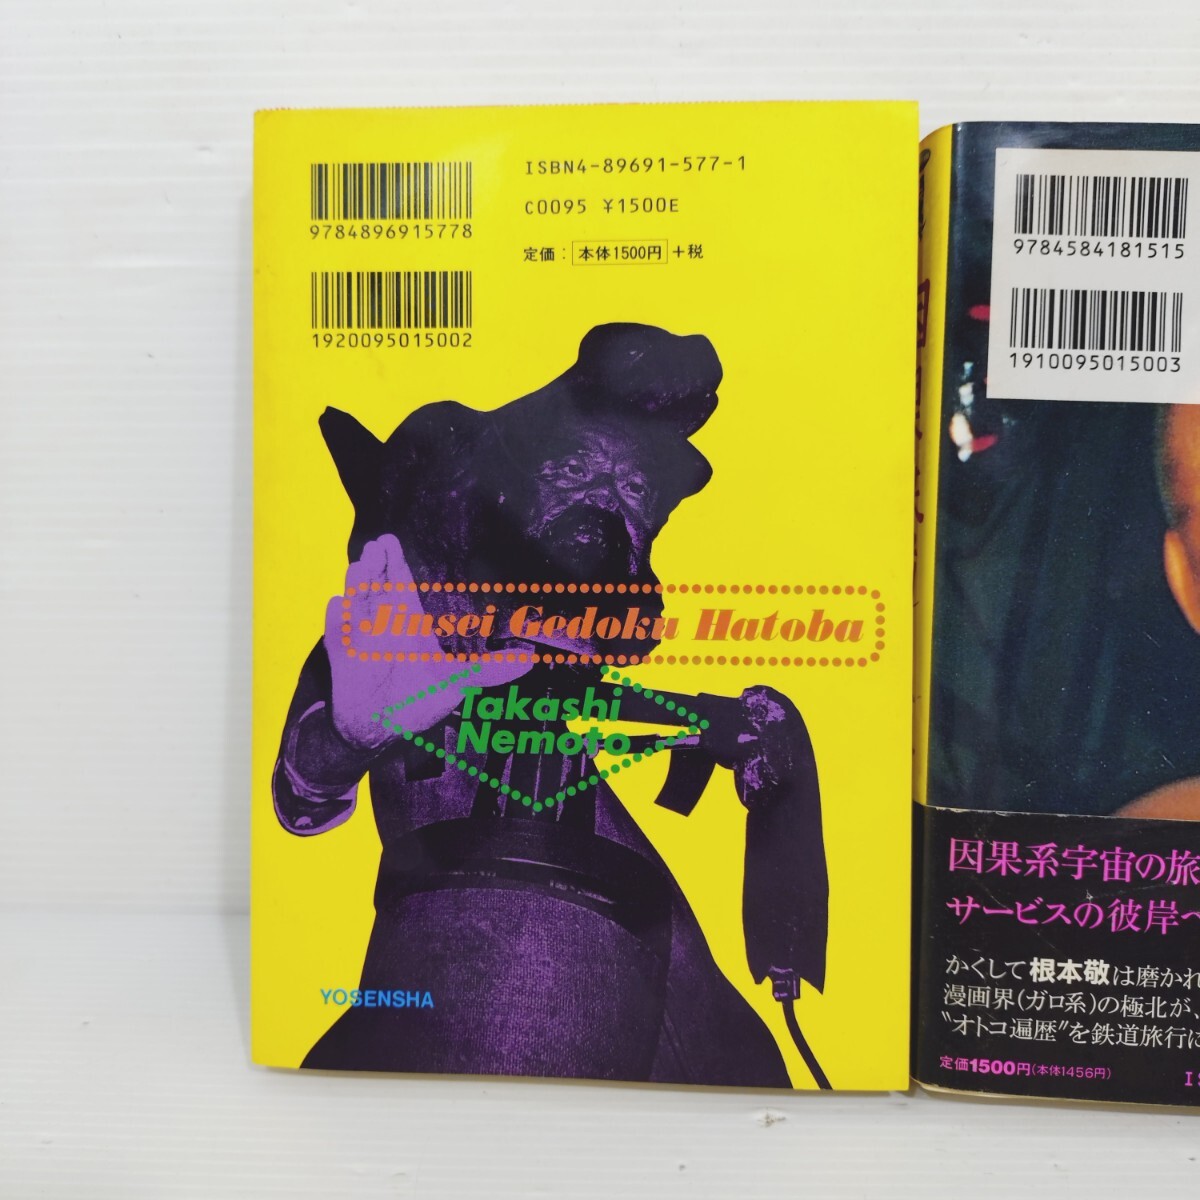 ISBN4-89691-577-1
C0095 ¥1500E
定価： 本体1500円 +税
9784896915778
1920095015002
Jinsei Gedoku Hatoba
Takashi
Nemoto
YOSENSHA
9784584181515
1910095015003
因果系宇宙の旅
サービスの彼岸へ
かくして根本敬は磨かれ
漫画界(ガロ系)の極北が、
"オトコ遍歴"を鉄道旅行に
定価1500円(本体1456円)
IS